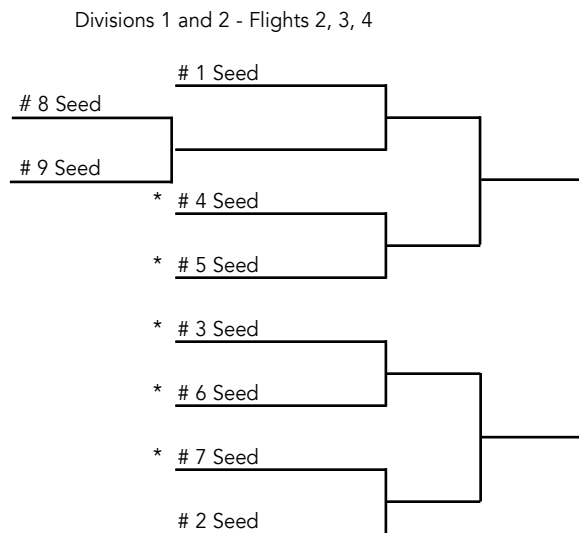 Divisions 1 and 2 - Flights 2, 3, 4
# 1 Seed
# 8 Seed
# 9 Seed
* # 4 Seed
* # 5 Seed
* # 3 Seed
* # 6 Seed
* # 7 Seed
# 2 Seed